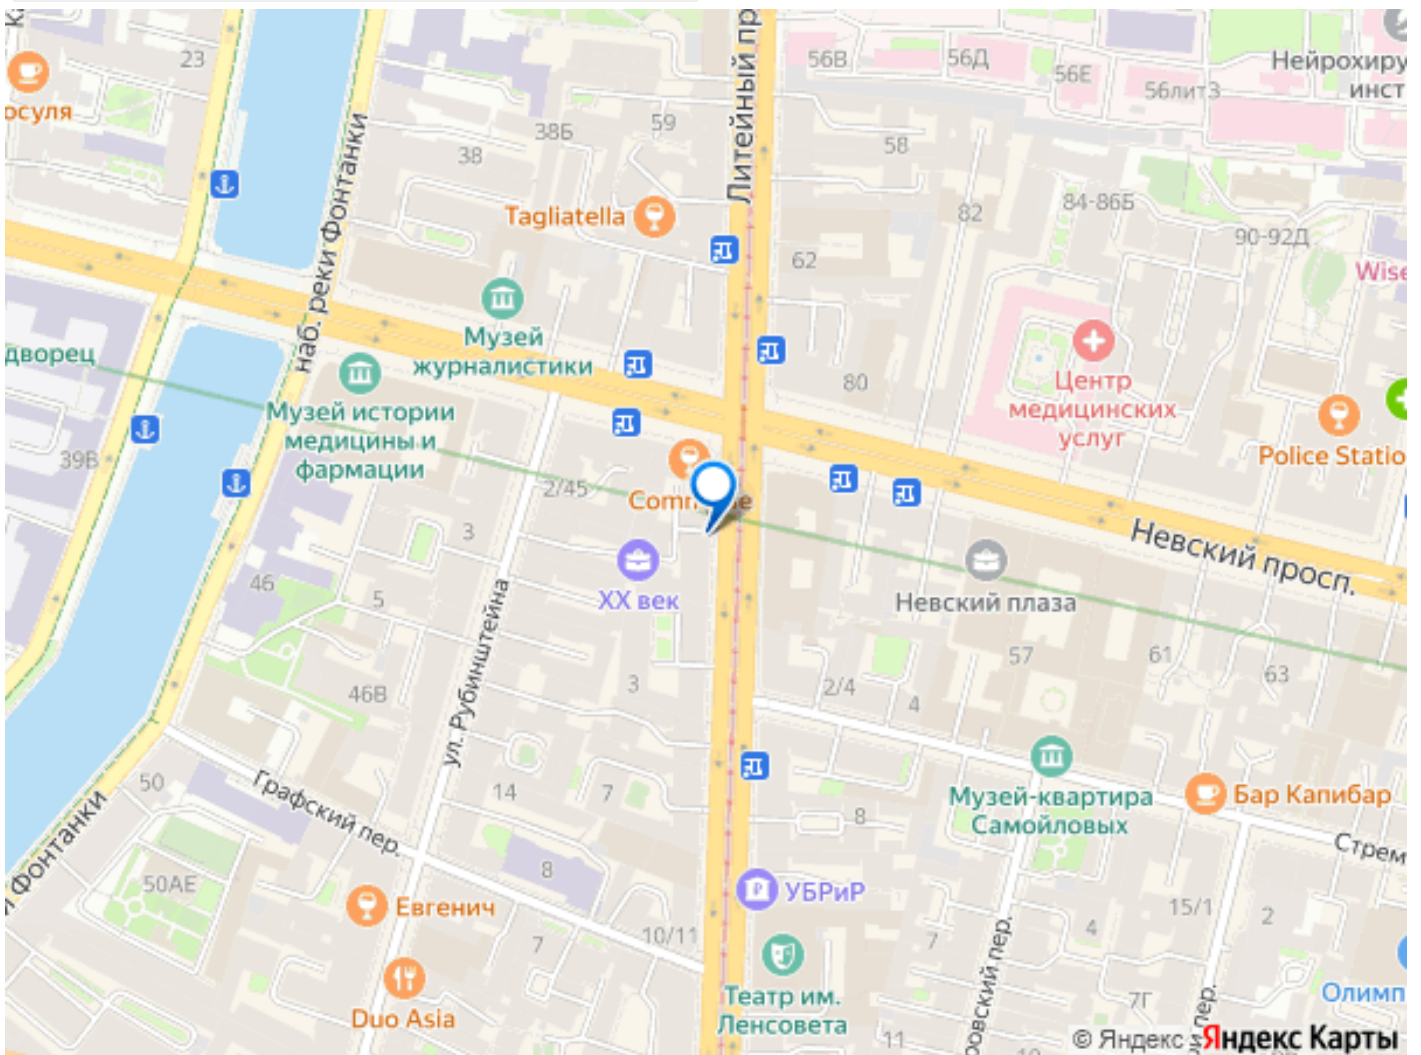 23
осуля
38
38Б
59
Tagliatella
Литейный пр
56В
56Д
56Е
56лит3
Нейрохиру
инст
58
82
84-86Б
90-92Д
62
Wise
наб. реки Фонтанки
Музей
журналистики
дворец
Музей истории
медицины и
фармации
39В
80
Центр
медицинских
услуг
Police Statio
2/45
3
XX век
46
5
ул. Рубинштейна
46В
3
Невский просп.
Невский плаза
57
61
63
2/4
4
50
Графский пер.
14
7
8
Музей-квартира
Самойловых
Бар Капибар
Стрем
8
и Фонтанки
50АЕ
Евгенич
7
10/11
УБРиР
Duo Asia
Театр им.
Ленсовета
7
4
15/1
2
7Г
11
ровский пер.
й пер.
Олимп
© Яндекс
Яндекс Карты